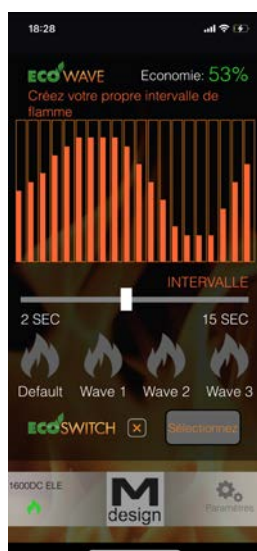 18:28
ECO WAVE Economie: 53%
Créez votre propre intervalle de
flamme
INTERVALLE
2 SEC 15 SEC
Default Wave 1 Wave 2 Wave 3
ECO SWITCH Sélectionnez
1600DC ELE
M
design
Paramètres